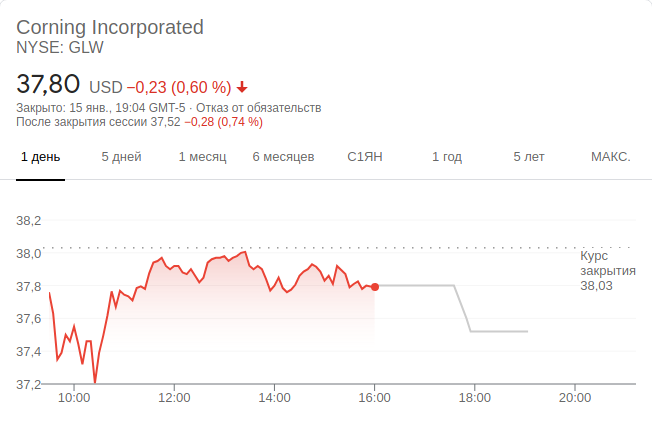 Corning Incorporated
NYSE: GLW
37,80 USD −0,23 (0,60 %)
Закрыто: 15 янв., 19:04 GMT-5 · Отказ от обязательств
После закрытия сессии 37,52 −0,28 (0,74 %)
1 день 5 дней 1 месяц 6 месяцев С1ЯН 1 год 5 лет МАКС.
38,2
38,0
37,8
37,6
37,4
37,2
Курс
закрытия
38,03
10:00 12:00 14:00 16:00 18:00 20:00